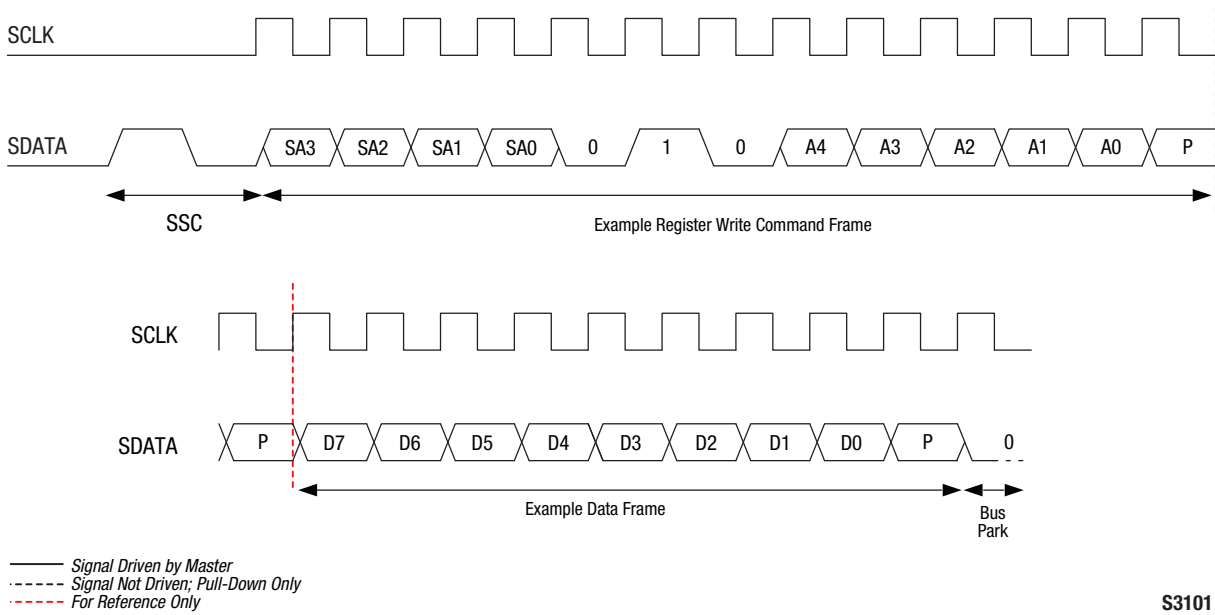 SCLK
SDATA SA3 SA2 SA1 SA0 0 1 0 A4 A3 A2 A1 A0 P
SSC
Example Register Write Command Frame
SCLK
SDATA P D7 D6 D5 D4 D3 D2 D1 D0 P 0
Example Data Frame
Bus
Park
Signal Driven by Master
Signal Not Driven; Pull-Down Only
For Reference Only
S3101